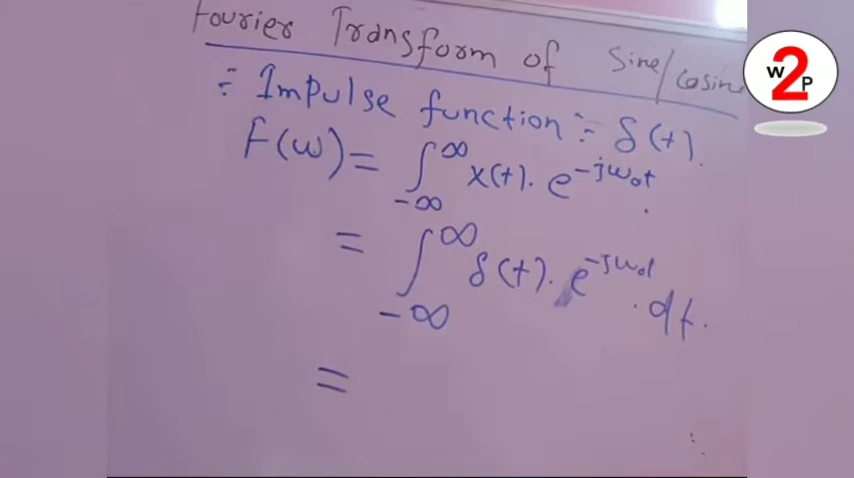 Fourier Transform of Sine/Cosine
÷ Impulse function ÷ δ(t).
F(ω) = ∫_{-∞}^{∞} x(t). e^{-jω₀t}.
= ∫_{-∞}^{∞} δ(t). e^{-jω₀t} . dt.
=
W2P